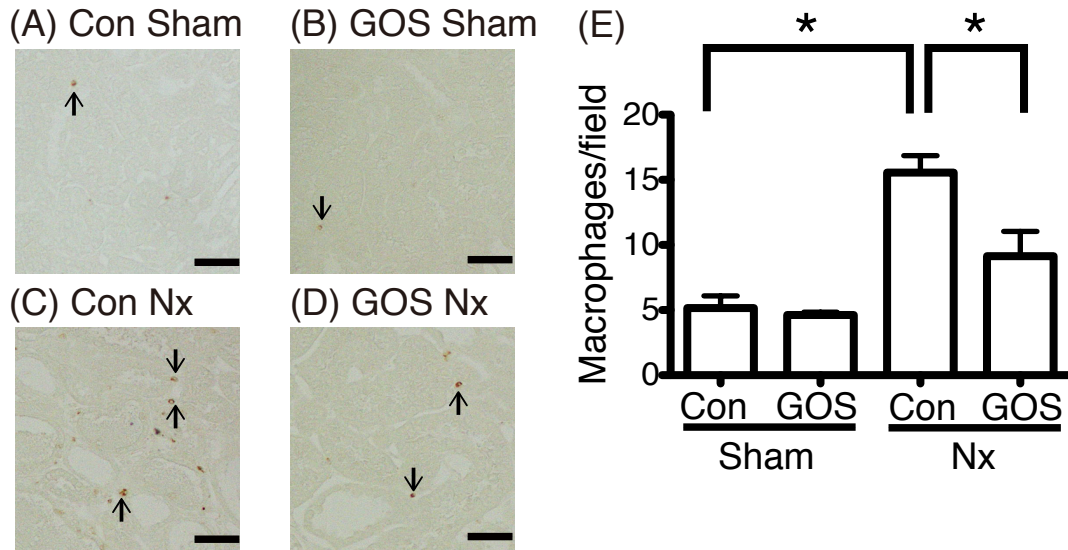 (A) Con Sham
(B) GOS Sham
(C) Con Nx
(D) GOS Nx
(E)
*
*
Macrophages/field
20
15
10
5
0
Con
GOS
Con
GOS
Sham
Nx